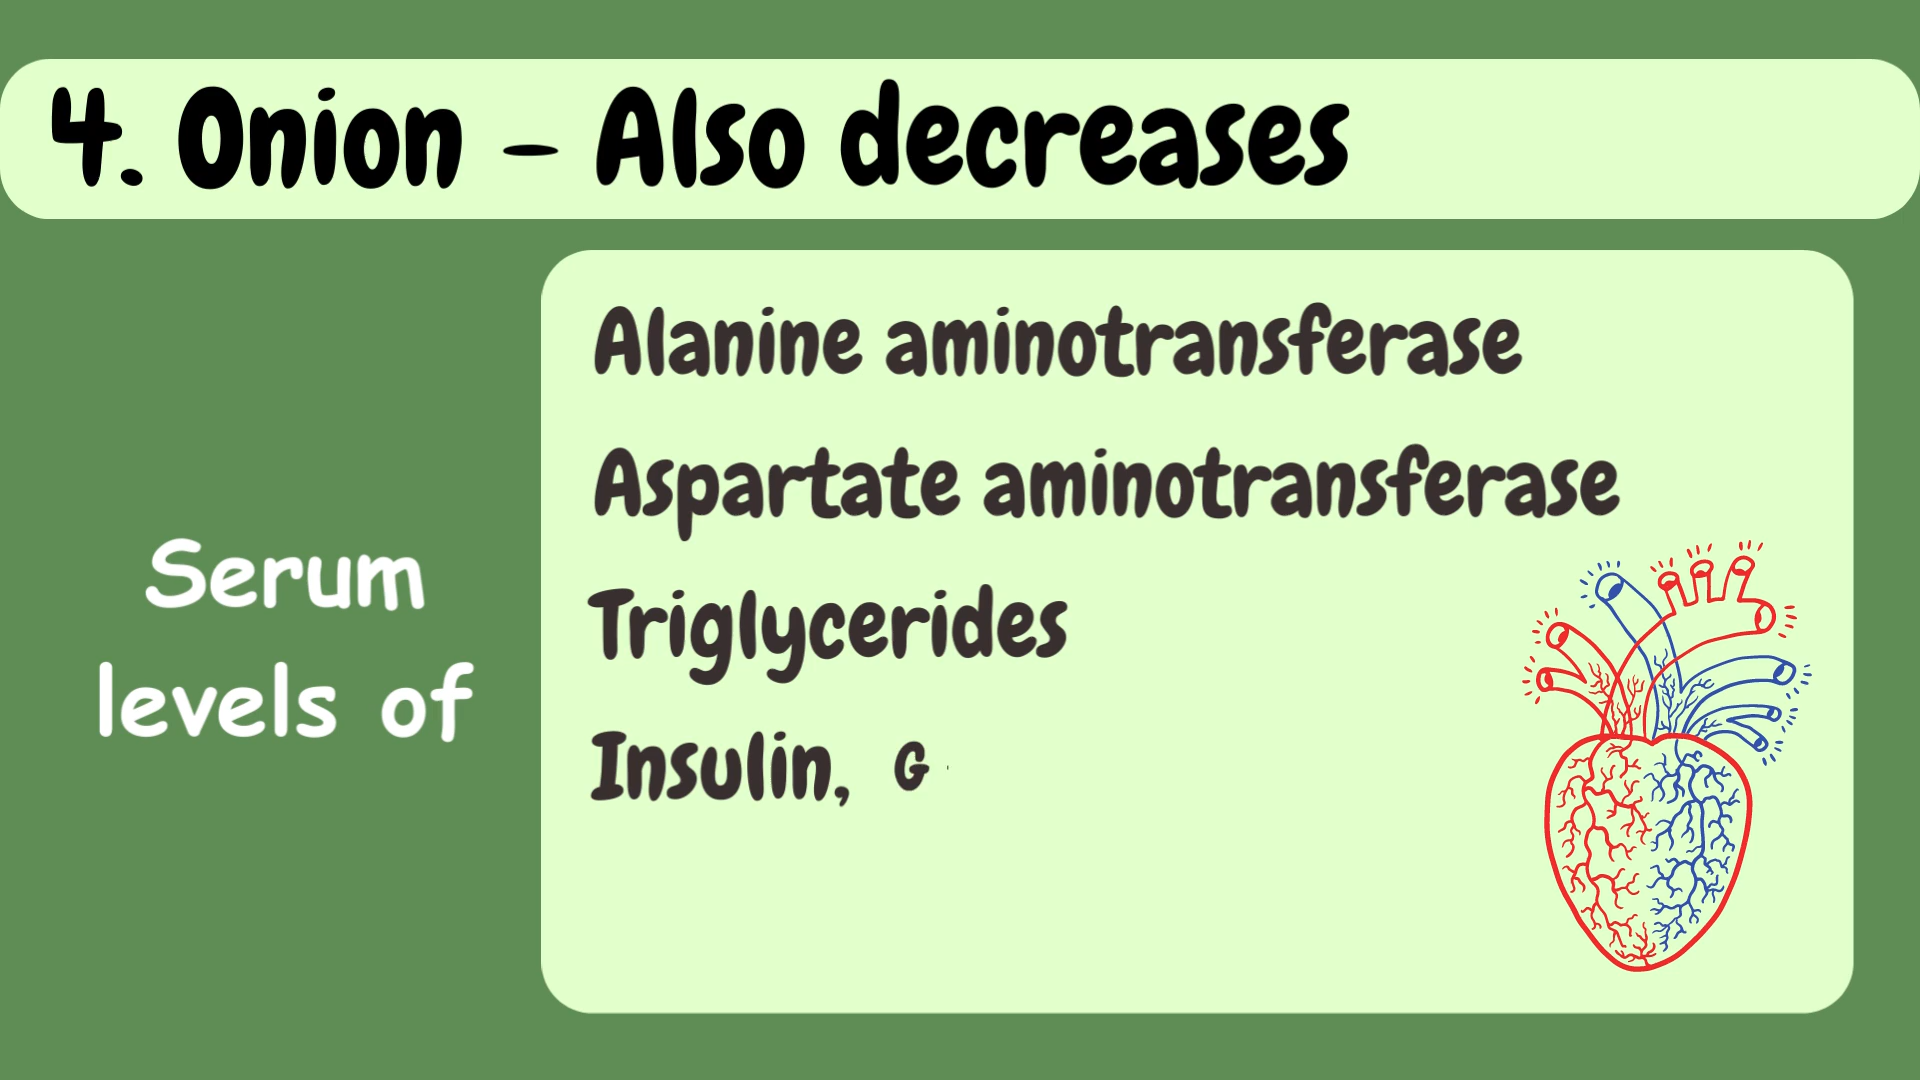 4. Onion - Also decreases
Serum
levels of
Alanine aminotransferase
Aspartate aminotransferase
Triglycerides
Insulin, G